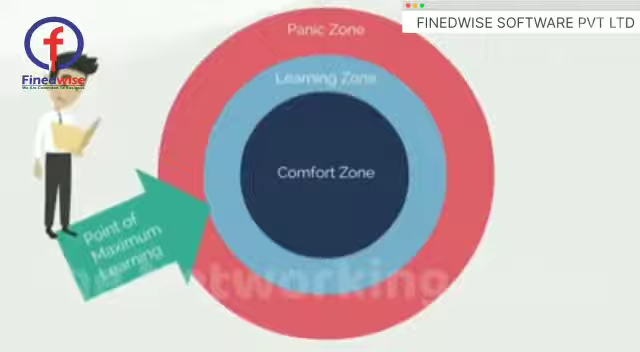 FINEDWISE SOFTWARE PVT LTD
Finedwise
Panic Zone
Learning Zone
Comfort Zone
Point of
Maximum
Learning
Networking